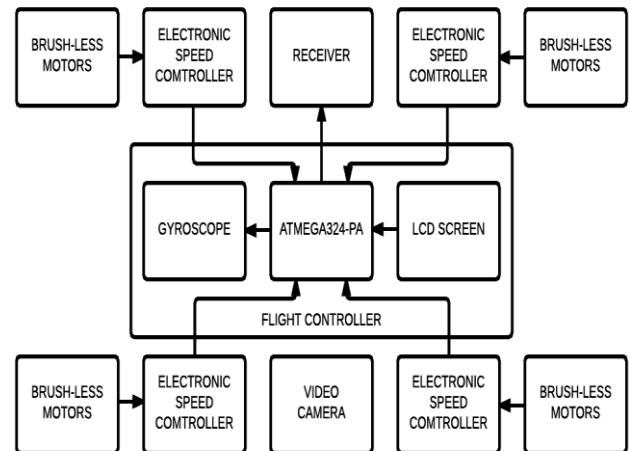 BRUSH-LESS
MOTORS
ELECTRONIC
SPEED
COMTROLLER
RECEIVER
ELECTRONIC
SPEED
COMTROLLER
BRUSH-LESS
MOTORS
GYROSCOPE
ATMEGA324-PA
LCD SCREEN
FLIGHT CONTROLLER
BRUSH-LESS
MOTORS
ELECTRONIC
SPEED
COMTROLLER
VIDEO
CAMERA
ELECTRONIC
SPEED
COMTROLLER
BRUSH-LESS
MOTORS